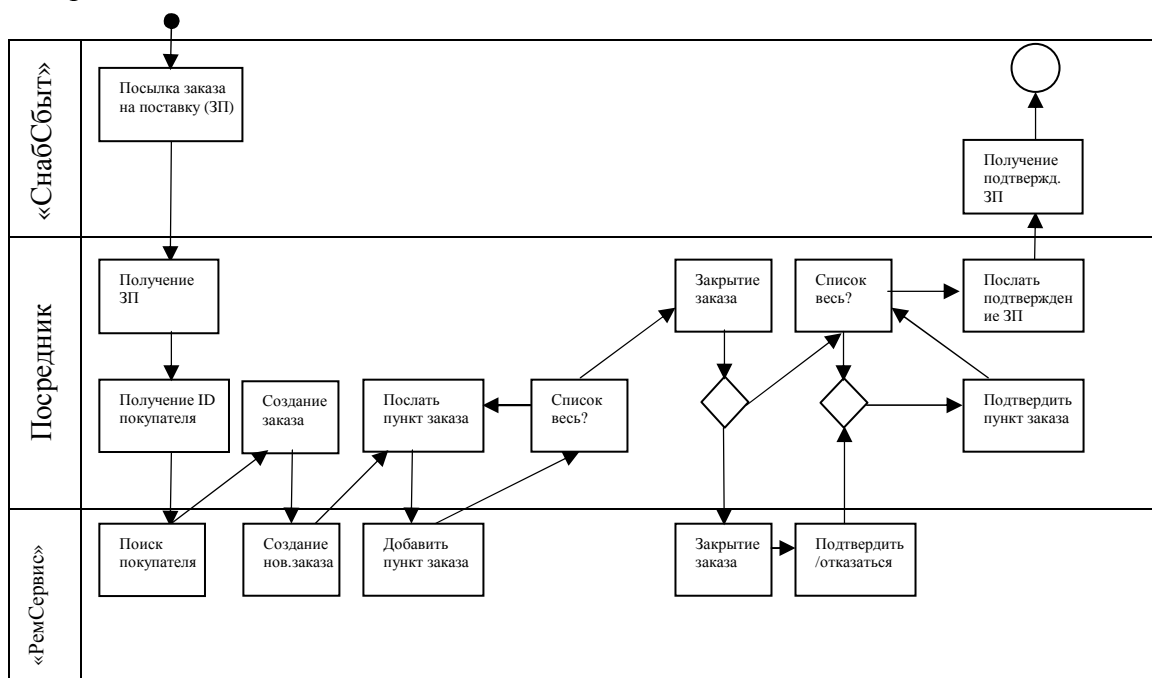 «СнабСбыт»
Посылка заказа
на поставку (ЗП)
Получение
подтвержд.
ЗП
Посредник
Получение
ЗП
Закрытие
заказа
Список
весь?
Послать
подтвержден
ие ЗП
Получение ID
покупателя
Создание
заказа
Послать
пункт заказа
Список
весь?
Подтвердить
пункт заказа
«РемСервис»
Поиск
покупателя
Создание
нов.заказа
Добавить
пункт заказа
Закрытие
заказа
Подтвердить
/отказаться